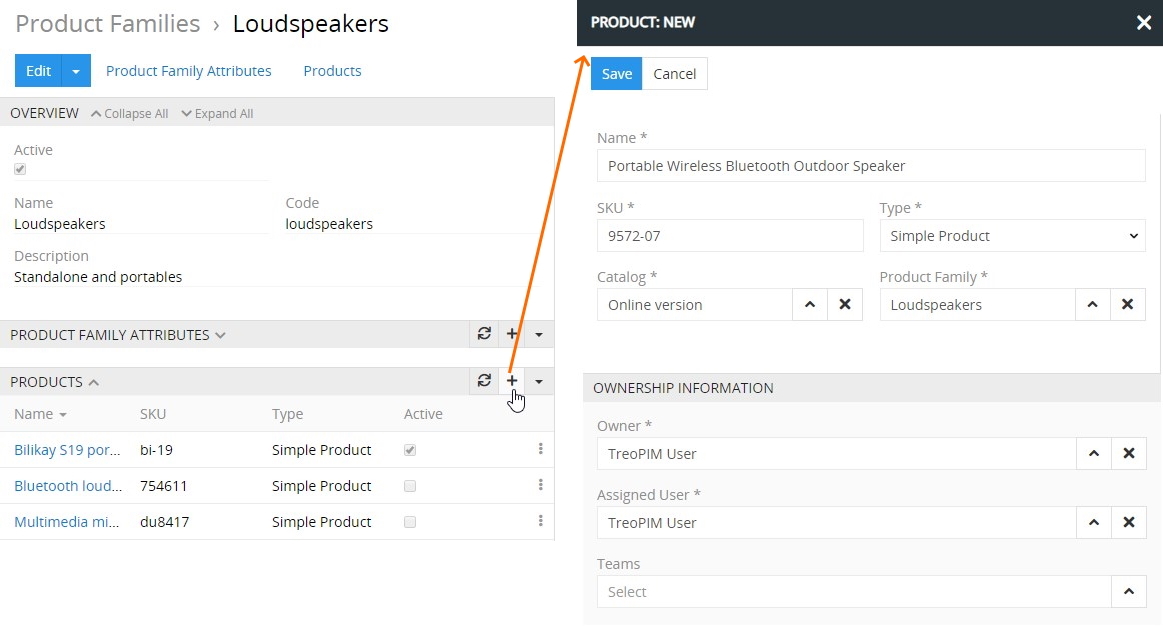 Product Families › Loudspeakers
Edit Product Family Attributes Products
OVERVIEW Collapse All Expand All
Active
Name Code
Loudspeakers loudspeakers
Description
Standalone and portables
PRODUCT FAMILY ATTRIBUTES
PRODUCTS
Name SKU Type Active
Bilikay S19 por... bi-19 Simple Product
Bluetooth loud... 754611 Simple Product
Multimedia mi... du8417 Simple Product
PRODUCT: NEW
Save Cancel
Name *
Portable Wireless Bluetooth Outdoor Speaker
SKU * Type *
9572-07 Simple Product
Catalog * Product Family *
Online version Loudspeakers
OWNERSHIP INFORMATION
Owner *
TreoPIM User
Assigned User *
TreoPIM User
Teams
Select